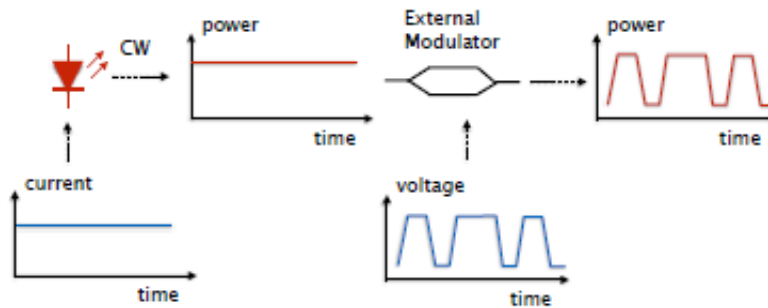 External
power
Modulator
power
CW
time
time
current
voltage
time
time